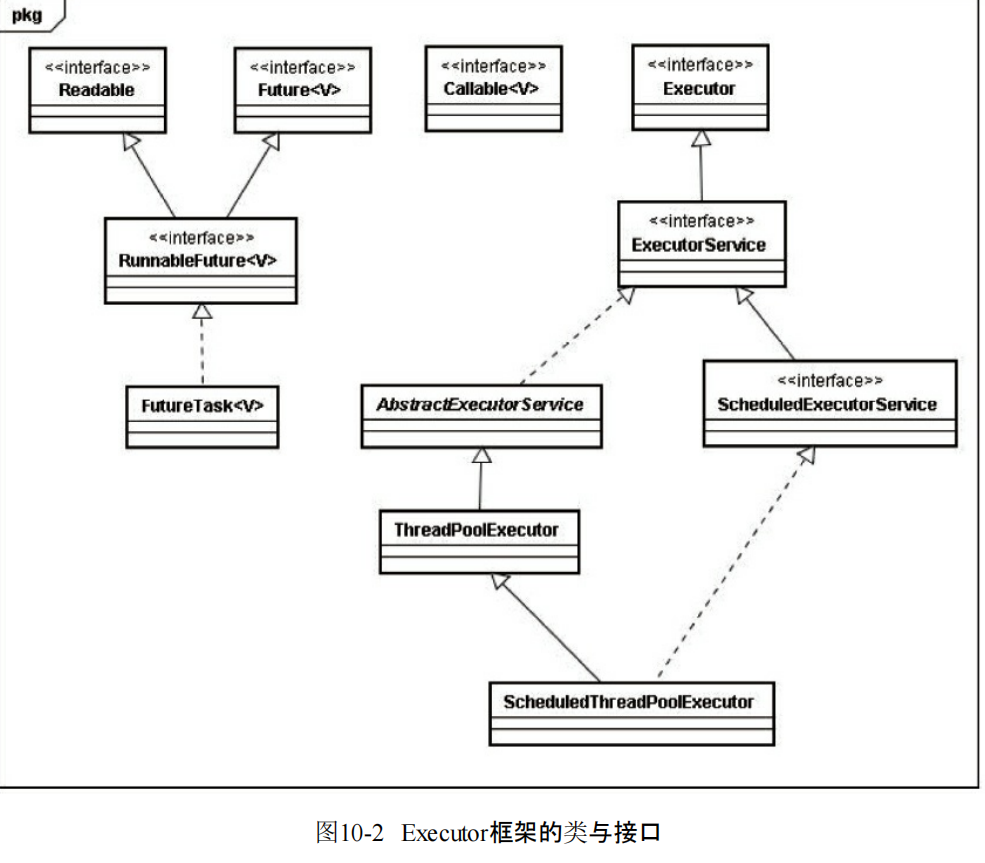 pkg
<<interface>>
Readable
<<interface>>
Future<V>
<<interface>>
Callable<V>
<<interface>>
Executor
<<interface>>
RunnableFuture<V>
<<interface>>
ExecutorService
FutureTask<V>
AbstractExecutorService
<<interface>>
ScheduledExecutorService
ThreadPoolExecutor
ScheduledThreadPoolExecutor
图10-2 Executor框架的类与接口